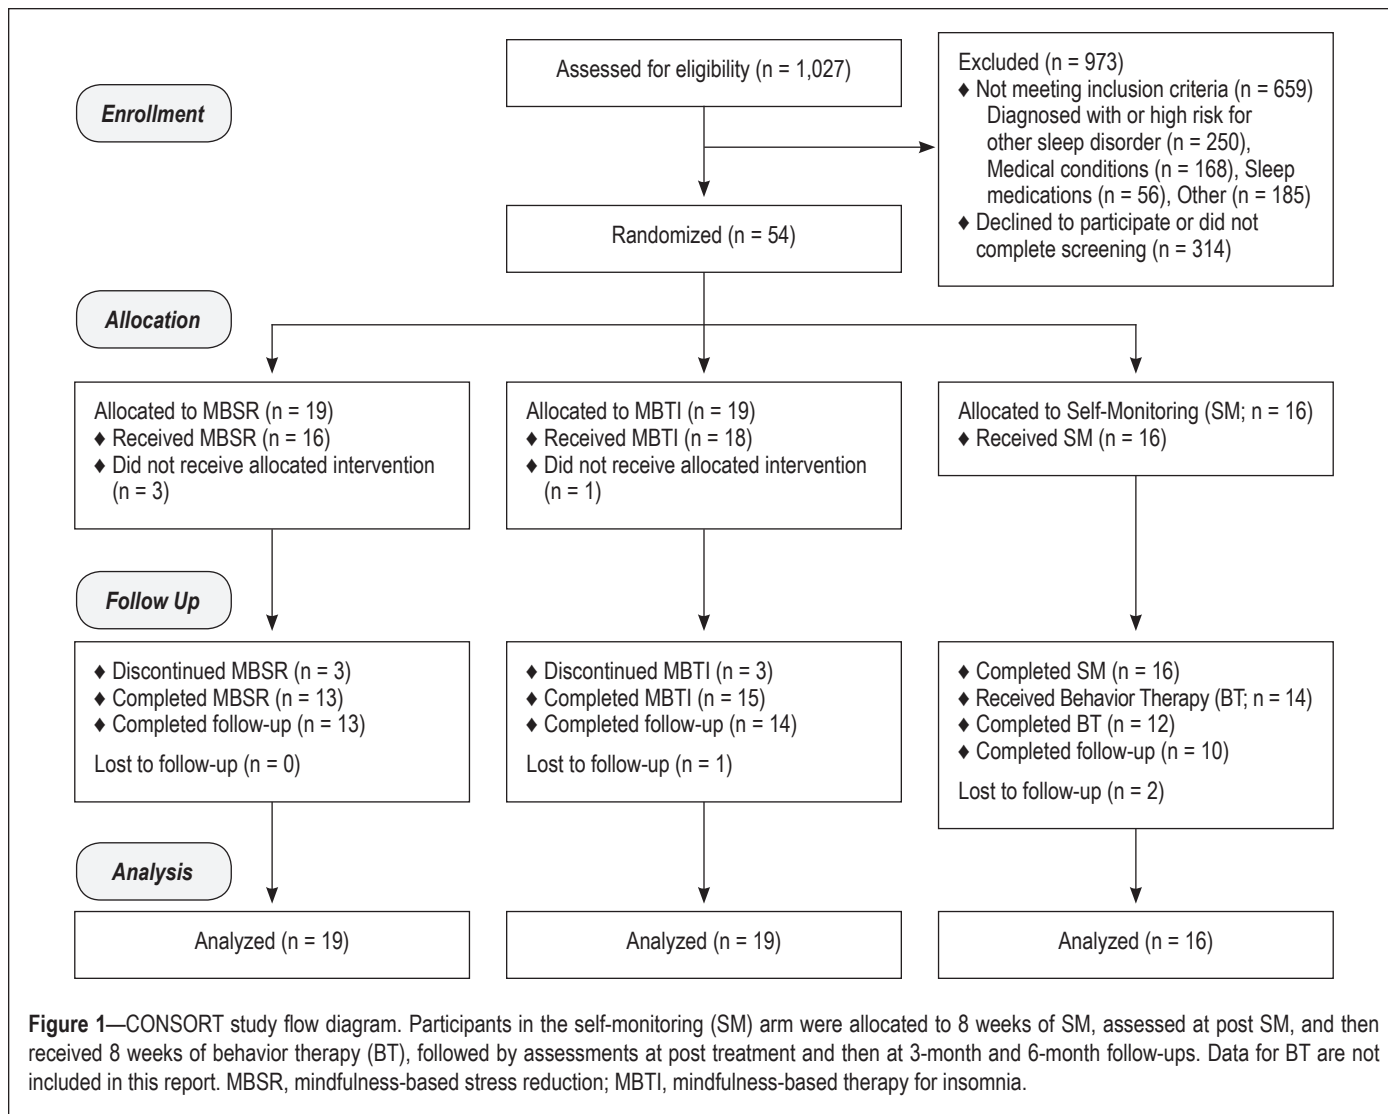 Assessed for eligibility (n = 1,027)
Excluded (n = 973)
♦ Not meeting inclusion criteria (n = 659)
Diagnosed with or high risk for
other sleep disorder (n = 250),
Medical conditions (n = 168), Sleep
medications (n = 56), Other (n = 185)
♦ Declined to participate or did not
complete screening (n = 314)
Enrollment
Randomized (n = 54)
Allocation
Allocated to MBSR (n = 19)
♦ Received MBSR (n = 16)
♦ Did not receive allocated intervention
(n = 3)
Allocated to MBTI (n = 19)
♦ Received MBTI (n = 18)
♦ Did not receive allocated intervention
(n = 1)
Allocated to Self-Monitoring (SM; n = 16)
♦ Received SM (n = 16)
Follow Up
♦ Discontinued MBSR (n = 3)
♦ Completed MBSR (n = 13)
♦ Completed follow-up (n = 13)
Lost to follow-up (n = 0)
♦ Discontinued MBTI (n = 3)
♦ Completed MBTI (n = 15)
♦ Completed follow-up (n = 14)
Lost to follow-up (n = 1)
♦ Completed SM (n = 16)
♦ Received Behavior Therapy (BT; n = 14)
♦ Completed BT (n = 12)
♦ Completed follow-up (n = 10)
Lost to follow-up (n = 2)
Analysis
Analyzed (n = 19)
Analyzed (n = 19)
Analyzed (n = 16)
Figure 1—CONSORT study flow diagram. Participants in the self-monitoring (SM) arm were allocated to 8 weeks of SM, assessed at post SM, and then
received 8 weeks of behavior therapy (BT), followed by assessments at post treatment and then at 3-month and 6-month follow-ups. Data for BT are not
included in this report. MBSR, mindfulness-based stress reduction; MBTI, mindfulness-based therapy for insomnia.